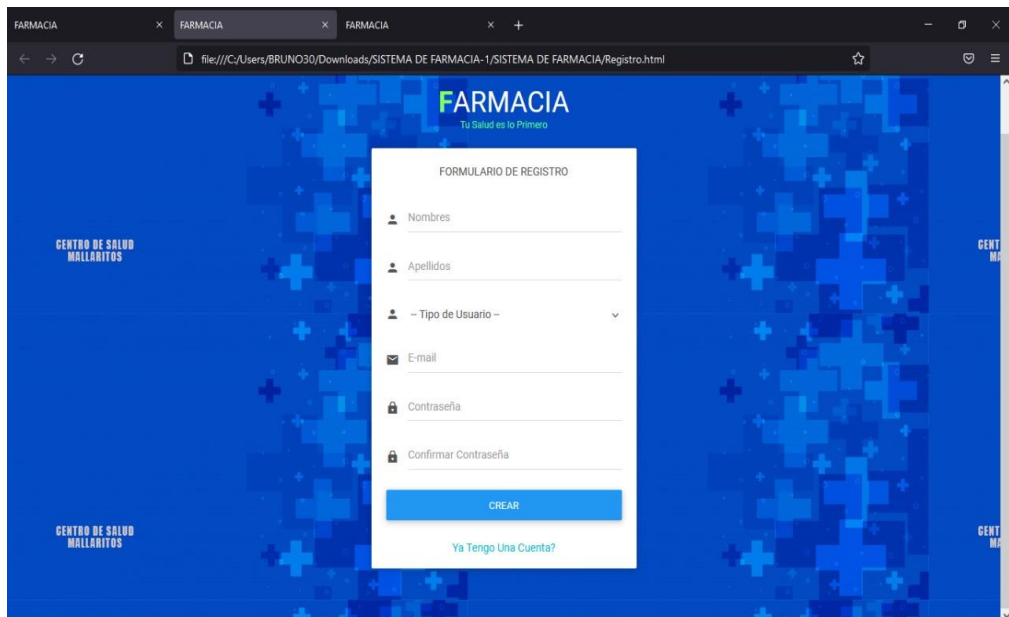 FARMACIA
FARMACIA
FARMACIA
file:///C:/Users/BRUNO30/Downloads/SISTEMA DE FARMACIA-1/SISTEMA DE FARMACIA/Registro.html
FARMACIA
Tu Salud es lo Primero
FORMULARIO DE REGISTRO
Nombres
Apellidos
-- Tipo de Usuario --
E-mail
Contraseña
Confirmar Contraseña
CREAR
Ya Tengo Una Cuenta?
CENTRO DE SALUD
MALLARITOS
CENTRO DE SALUD
MALLARITOS
CENT
CENT